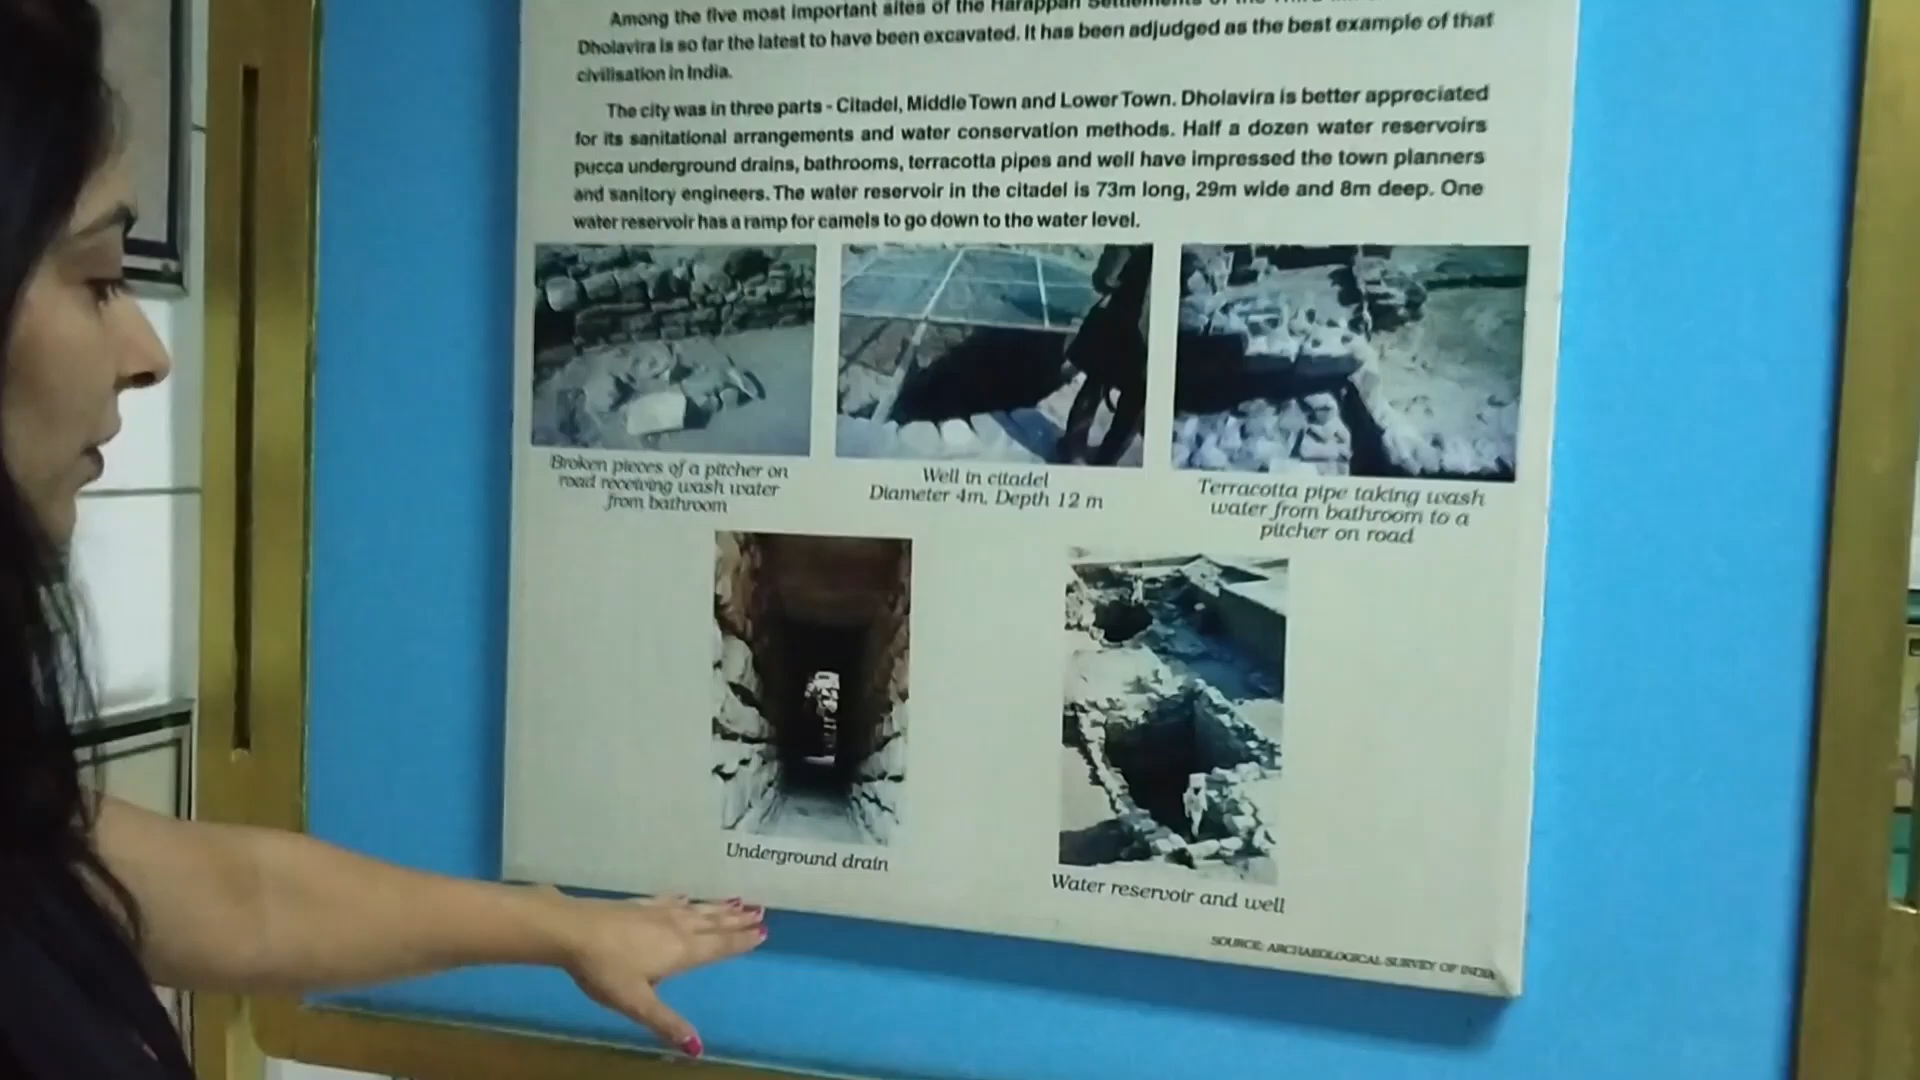 Among the five most important sites of the Harappan Settlements of the
Dholavira is so far the latest to have been excavated. It has been adjudged as the best example of that
civilisation in India.
The city was in three parts - Citadel, Middle Town and Lower Town. Dholavira is better appreciated
for its sanitational arrangements and water conservation methods. Half a dozen water reservoirs
pucca underground drains, bathrooms, terracotta pipes and well have impressed the town planners
and sanitory engineers. The water reservoir in the citadel is 73m long, 29m wide and 8m deep. One
water reservoir has a ramp for camels to go down to the water level.
Broken pieces of a pitcher on
road receiving wash water
from bathroom
Well in citadel
Diameter 4m, Depth 12 m
Terracotta pipe taking wash
water from bathroom to a
pitcher on road
Underground drain
Water reservoir and well
SOURCE: ARCHAEOLOGICAL SURVEY OF INDIA